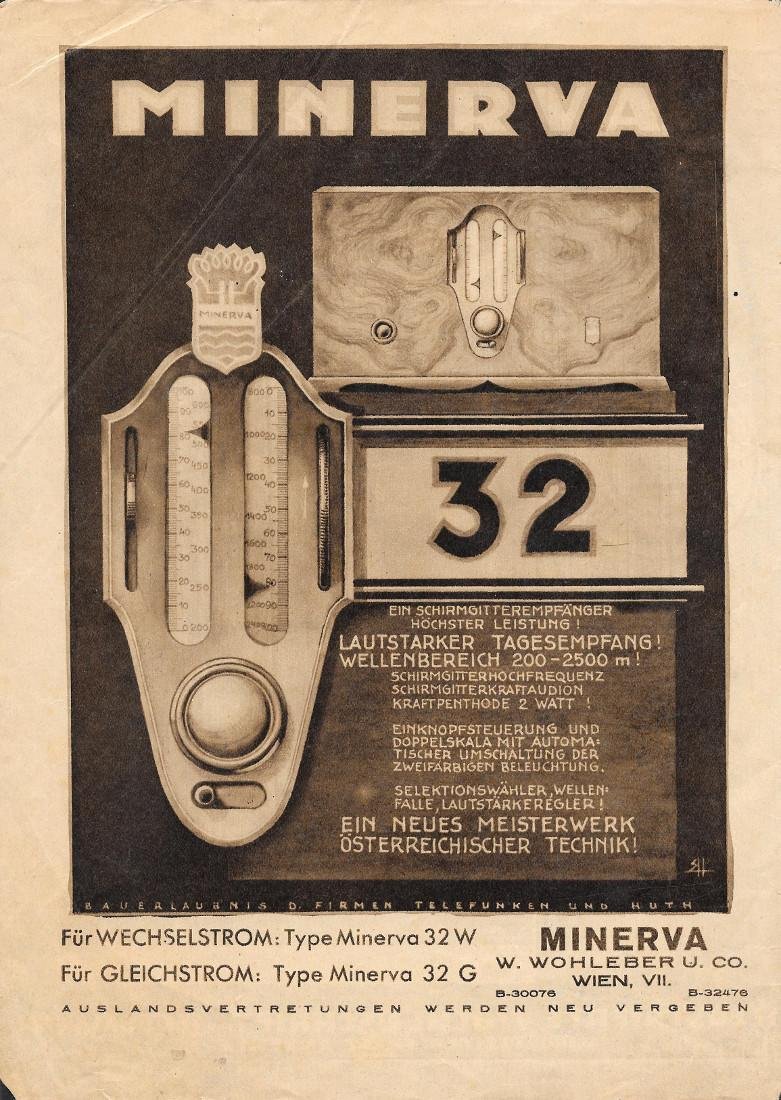 MINERVA
MINERVA
32
EIN SCHIRMGITTEREMPFÄNGER
HÖCHSTER LEISTUNG!
LAUTSTARKER TAGESEMPFANG!
WELLENBEREICH 200-2500 m!
SCHIRMGITTERHOCHFREQUENZ
SCHIRMGITTERKRAFTAUDION
KRAFTPENTHODE 2 WATT !
EINKNOPFSTEUERUNG UND
DOPPELSKALA MIT AUTOMA-
TISCHER UMSCHALTUNG DER
ZWEIFÄRBIGEN BELEUCHTUNG.
SELEKTIONSWÄHLER, WELLEN-
FALLE, LAUTSTÄRKEREGLER!
EIN NEUES MEISTERWERK
ÖSTERREICHISCHER TECHNIK!
BAUERLAUBNIS D. FIRMEN TELEFUNKEN UND HUTH
Für WECHSELSTROM: Type Minerva 32 W
Für GLEICHSTROM: Type Minerva 32 G
MINERVA
W. WOHLEBER U. CO.
WIEN, VII.
B-30076 B-32476
AUSLANDSVERTRETUNGEN WERDEN NEU VERGEBEN